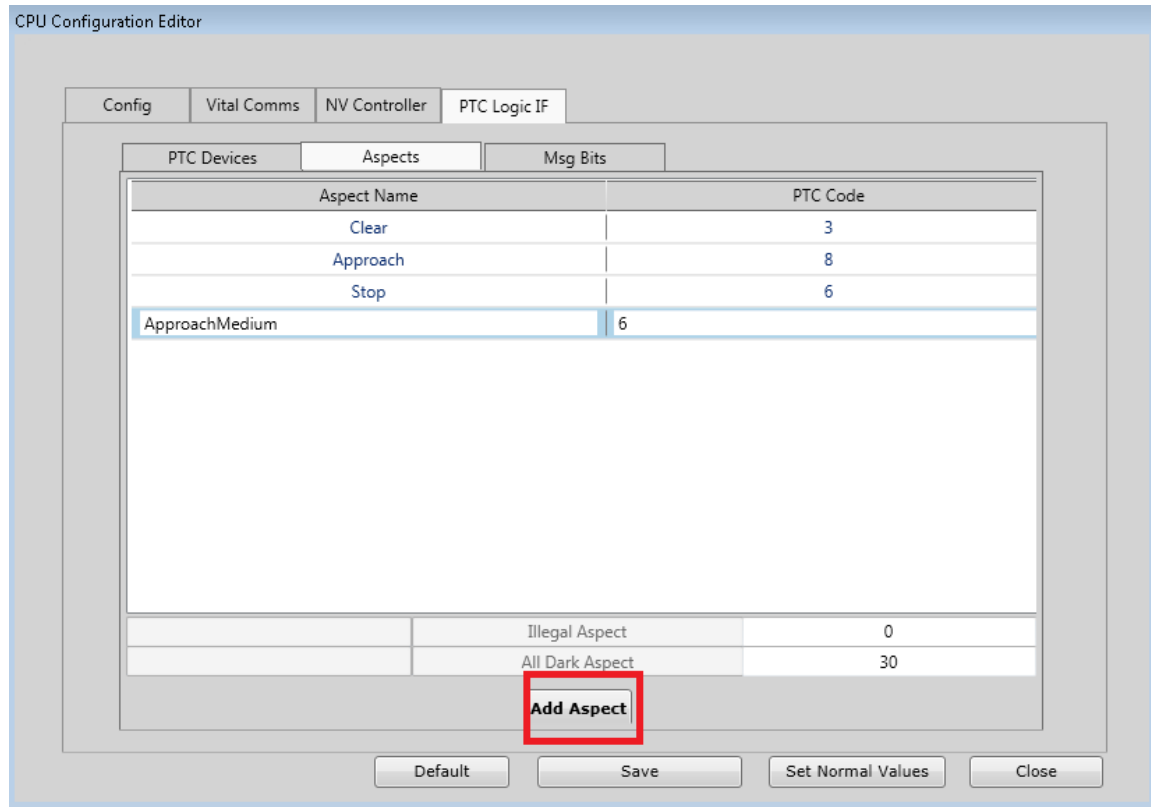 CPU Configuration Editor
Config Vital Comms NV Controller PTC Logic IF
PTC Devices Aspects Msg Bits
Aspect Name PTC Code
Clear 3
Approach 8
Stop 6
ApproachMedium 6
Illegal Aspect 0
All Dark Aspect 30
Add Aspect
Default Save Set Normal Values Close